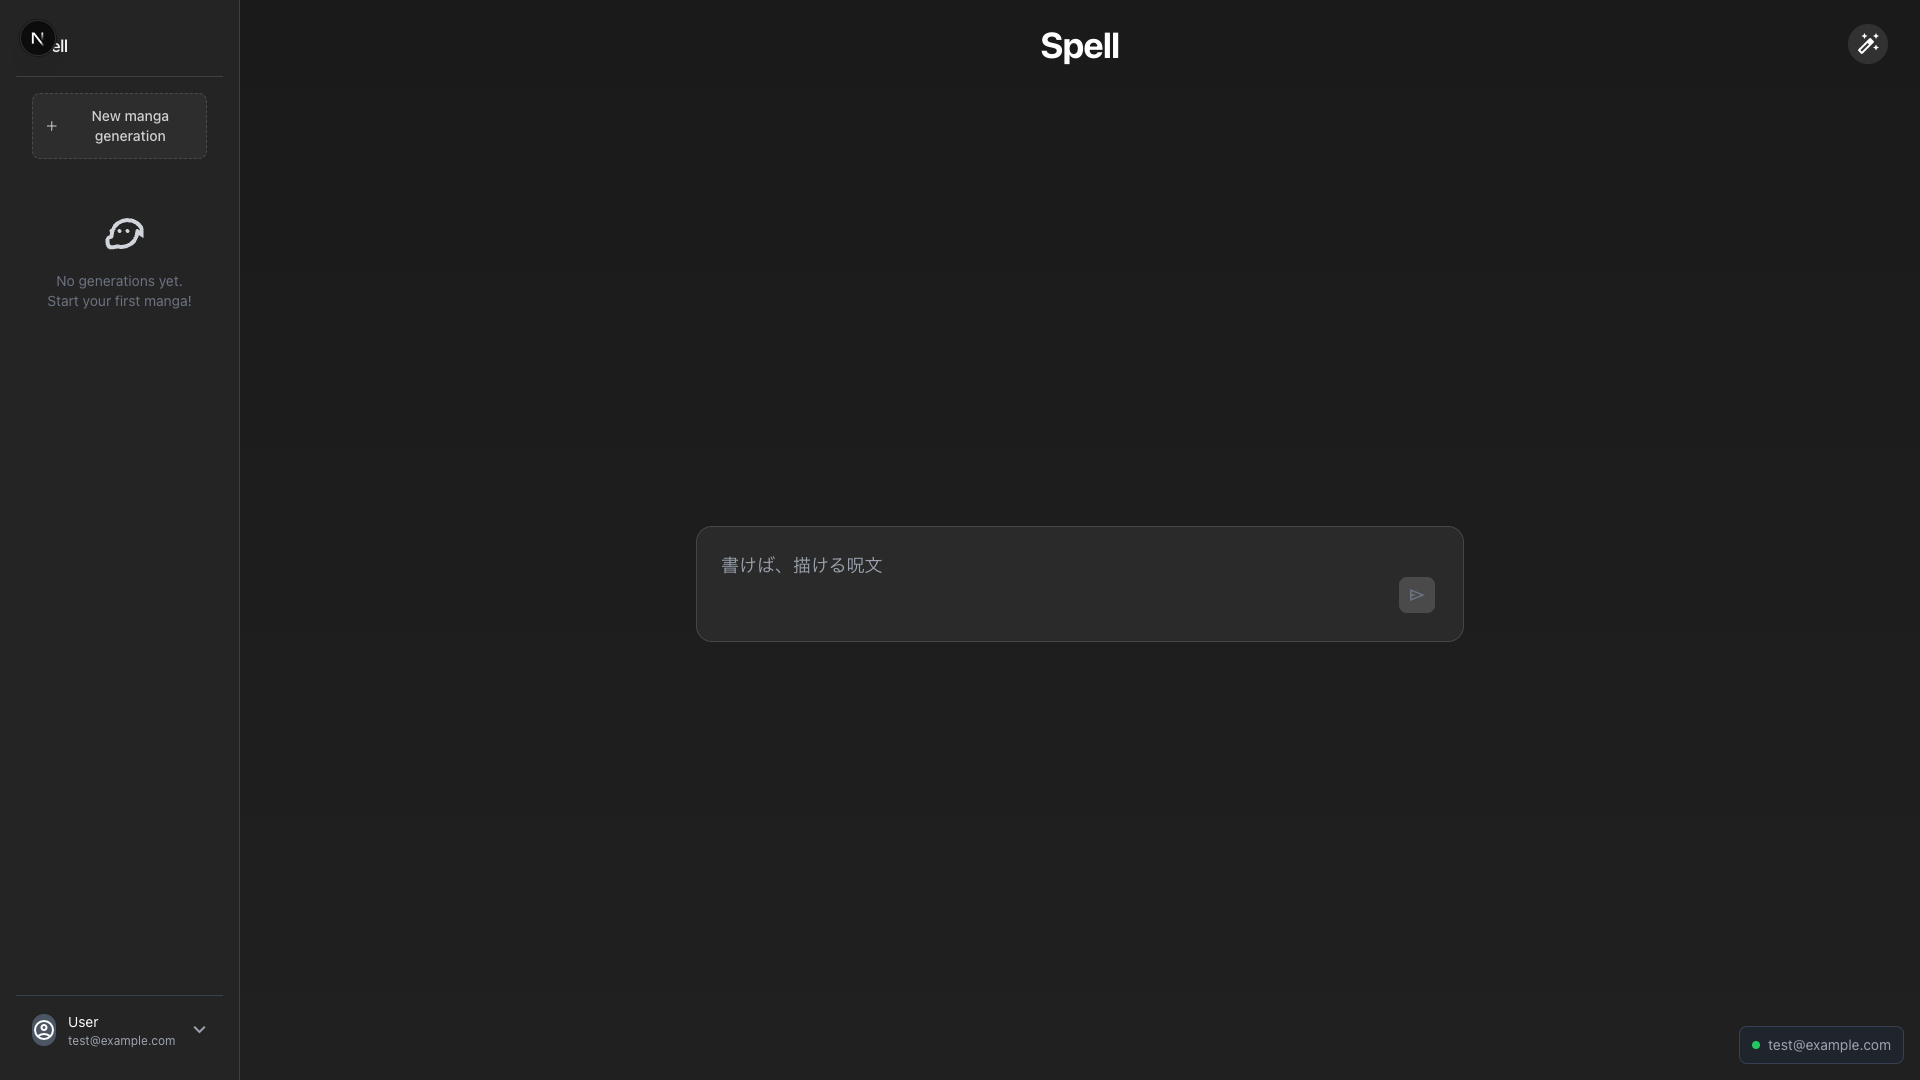 N
ell
Spell
+
New manga
generation
No generations yet.
Start your first manga!
書けば、描ける呪文
User
test@example.com
test@example.com